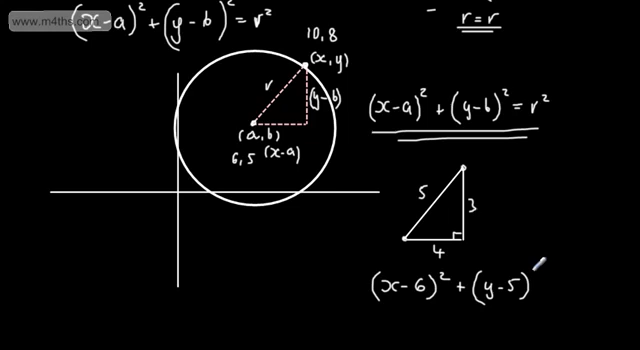 www.m4ths.com
(x-a)² + (y-b)² = r²
r = r
10, 8
(x, y)
r
(y-b)
(a, b)
6, 5 (x-a)
(x-a)² + (y-b)² = r²
5
3
4
(x-6)² + (y-5)